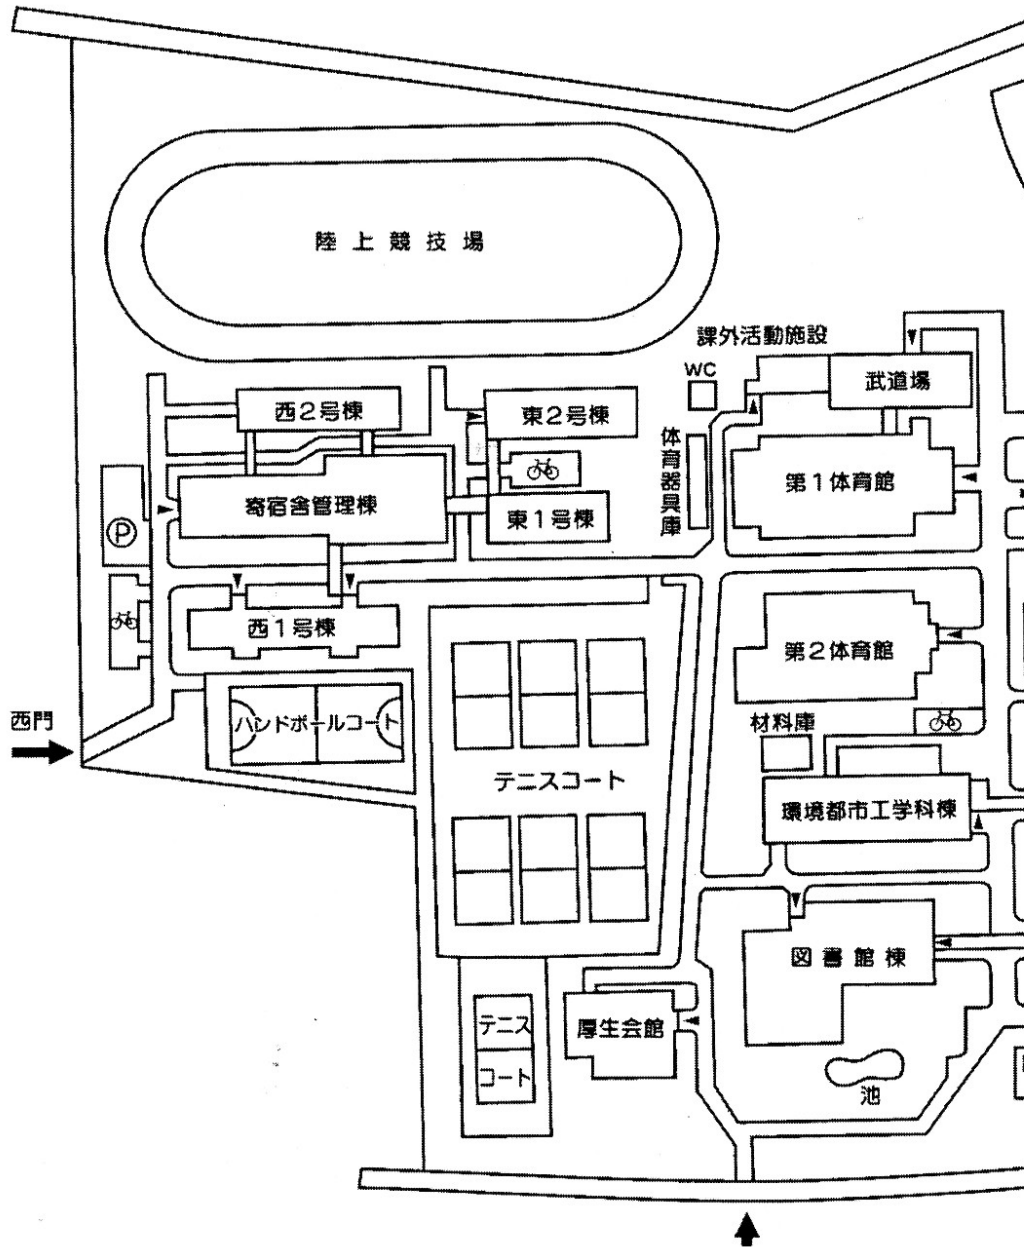 陸上競技場
課外活動施設
WC
武道場
西2号棟
東2号棟
体育器具庫
第1体育館
寄宿舎管理棟
東1号棟
P
西1号棟
第2体育館
西門
ハンドボールコート
材料庫
テニスコート
環境都市工学科棟
図書館棟
テニス
コート
厚生会館
池